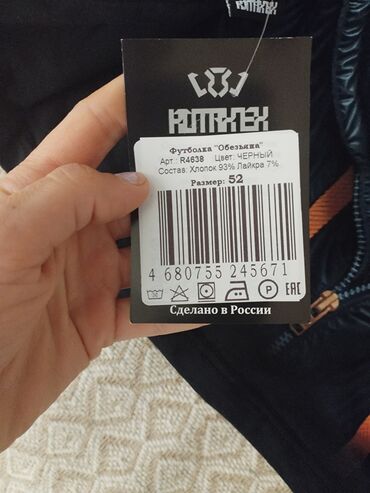 Футболка "Обезьяна"
Арт.: R4638 Цвет: ЧЕРНЫЙ
Состав: Хлопок 93% Лайкра 7%
Размер: 52
4 680755 245671
P EAC
Сделано в России